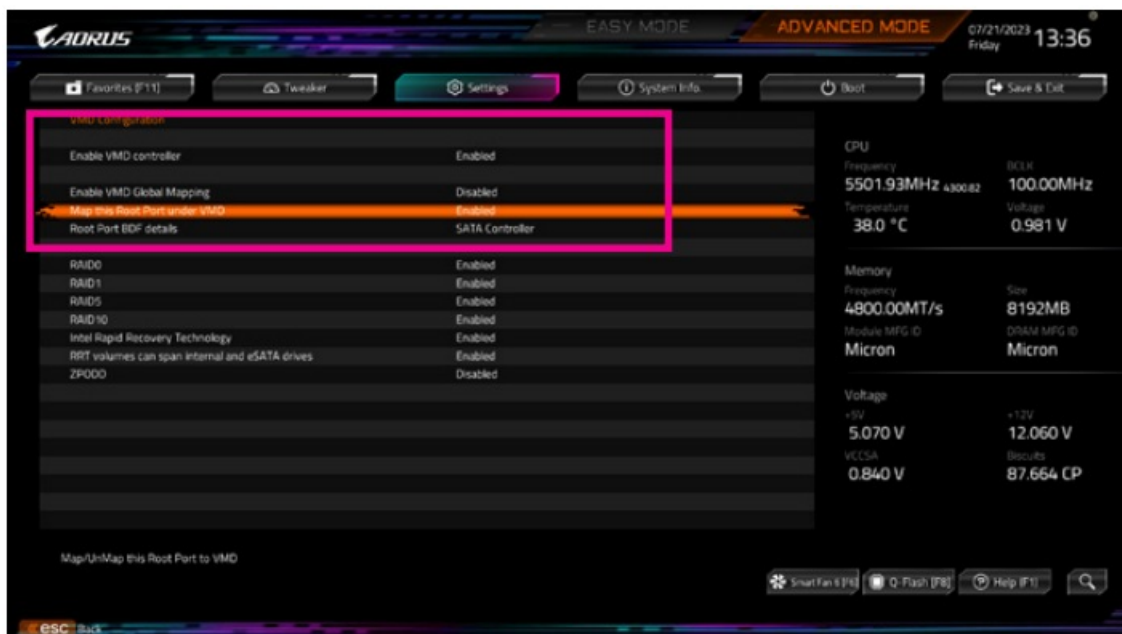 AORUS
EASY MODE
ADVANCED MODE
07/21/2023
Friday
13:36
Favorites (F11)
Tweaker
Settings
System Info.
Boot
Save & Exit
VMD Configuration
Enable VMD controller Enabled
Enable VMD Global Mapping Disabled
Map this Root Port under VMD Enabled
Root Port BDF details SATA Controller
RAID0 Enabled
RAID1 Enabled
RAID5 Enabled
RAID10 Enabled
Intel Rapid Recovery Technology Enabled
RRT volumes can span internal and eSATA drives Enabled
ZPODD Disabled
CPU
Frequency BCLK
5501.93MHz 4300.82 100.00MHz
Temperature Voltage
38.0 °C 0.981 V
Memory
Frequency Size
4800.00MT/s 8192MB
Module MFG ID DRAM MFG ID
Micron Micron
Voltage
+5V +12V
5.070 V 12.060 V
VCCSA Biscuits
0.840 V 87.664 CP
Map/UnMap this Root Port to VMD
Smart Fan 6 [F6] Q-Flash [F8] Help (F1)
esc Back